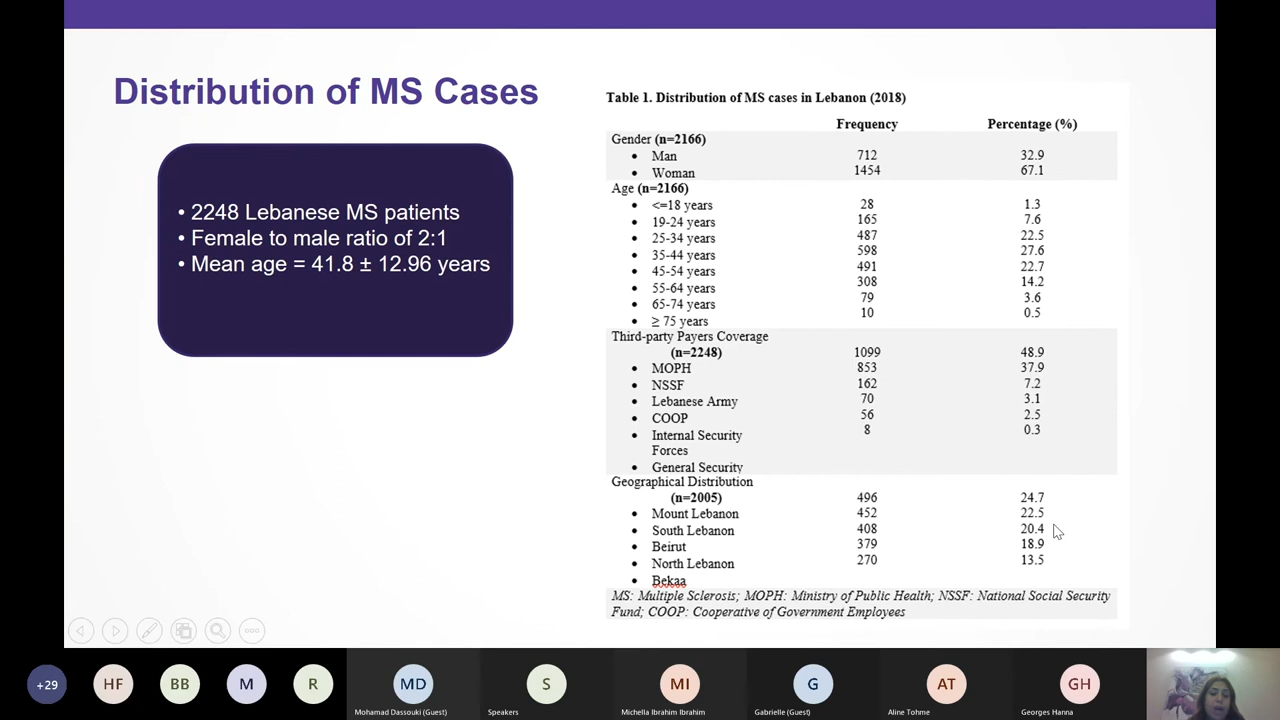 Distribution of MS Cases
• 2248 Lebanese MS patients
• Female to male ratio of 2:1
• Mean age = 41.8 ± 12.96 years
Table 1. Distribution of MS cases in Lebanon (2018)
Frequency Percentage (%)
Gender (n=2166)
• Man 712 32.9
• Woman 1454 67.1
Age (n=2166)
• <=18 years 28 1.3
• 19-24 years 165 7.6
• 25-34 years 487 22.5
• 35-44 years 598 27.6
• 45-54 years 491 22.7
• 55-64 years 308 14.2
• 65-74 years 79 3.6
• ≥ 75 years 10 0.5
Third-party Payers Coverage
(n=2248) 1099 48.9
• MOPH 853 37.9
• NSSF 162 7.2
• Lebanese Army 70 3.1
• COOP 56 2.5
• Internal Security 8 0.3
Forces
• General Security
Geographical Distribution
(n=2005) 496 24.7
• Mount Lebanon 452 22.5
• South Lebanon 408 20.4
• Beirut 379 18.9
• North Lebanon 270 13.5
• Bekaa
MS: Multiple Sclerosis; MOPH: Ministry of Public Health; NSSF: National Social Security
Fund; COOP: Cooperative of Government Employees
+29 HF BB M R MD S MI G AT GH
Mohamad Dassouki (Guest) Speakers Michella Ibrahim Ibrahim Gabrielle (Guest) Aline Tohme Georges Hanna